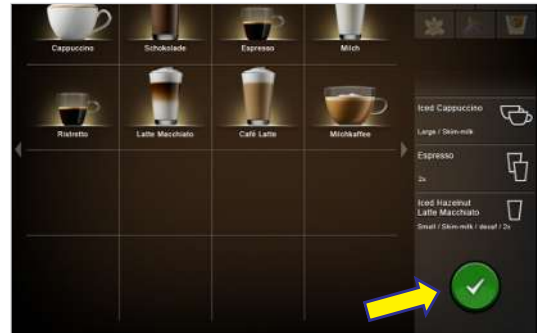 Cappuccino
Schokolade
Espresso
Milch
Ristretto
Latte Macchiato
Café Latte
Milchkaffee
Iced Cappuccino
Large / Skim-milk
Espresso
2x
Iced Hazelnut
Latte Macchiato
Small / Skim-milk / decaf / 2x